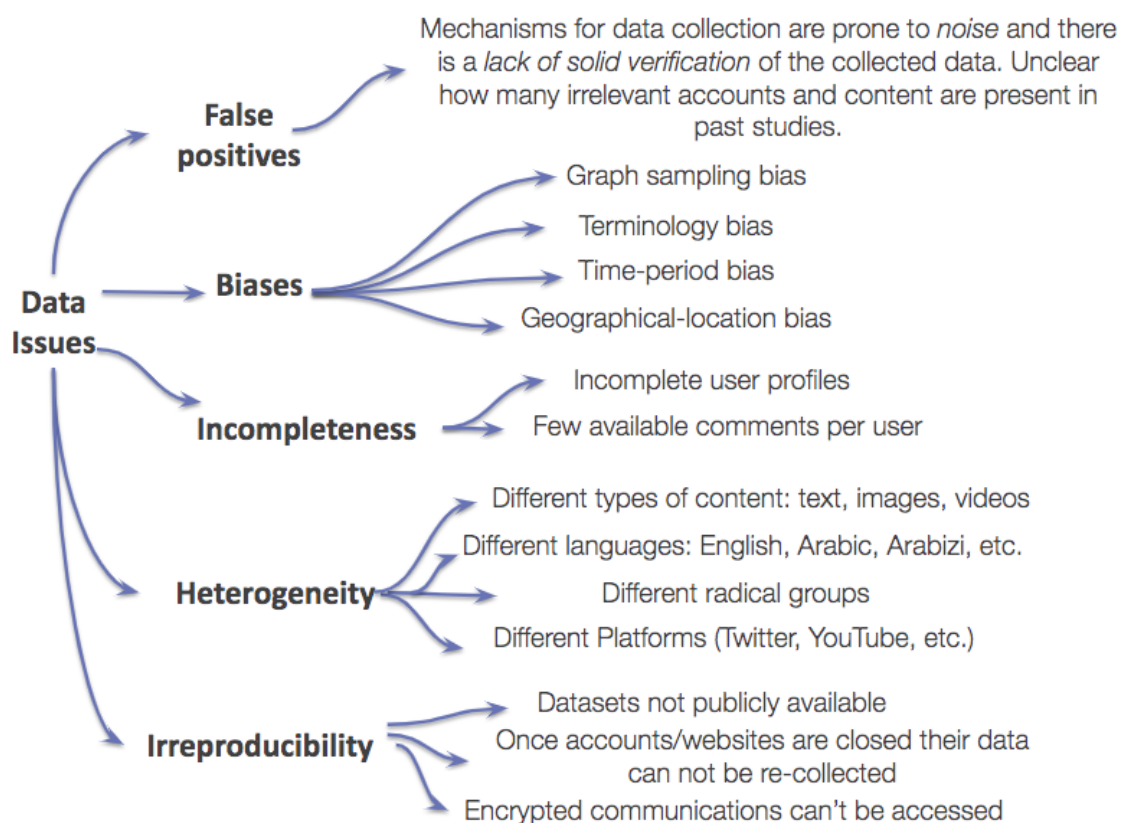 Mechanisms for data collection are prone to noise and there
is a lack of solid verification of the collected data. Unclear
how many irrelevant accounts and content are present in
past studies.
False
positives
Graph sampling bias
Terminology bias
Biases
Time-period bias
Geographical-location bias
Data
Issues
Incomplete user profiles
Incompleteness
Few available comments per user
Different types of content: text, images, videos
Different languages: English, Arabic, Arabizi, etc.
Heterogeneity
Different radical groups
Different Platforms (Twitter, YouTube, etc.)
Datasets not publicly available
Irreproducibility
Once accounts/websites are closed their data
can not be re-collected
Encrypted communications can't be accessed